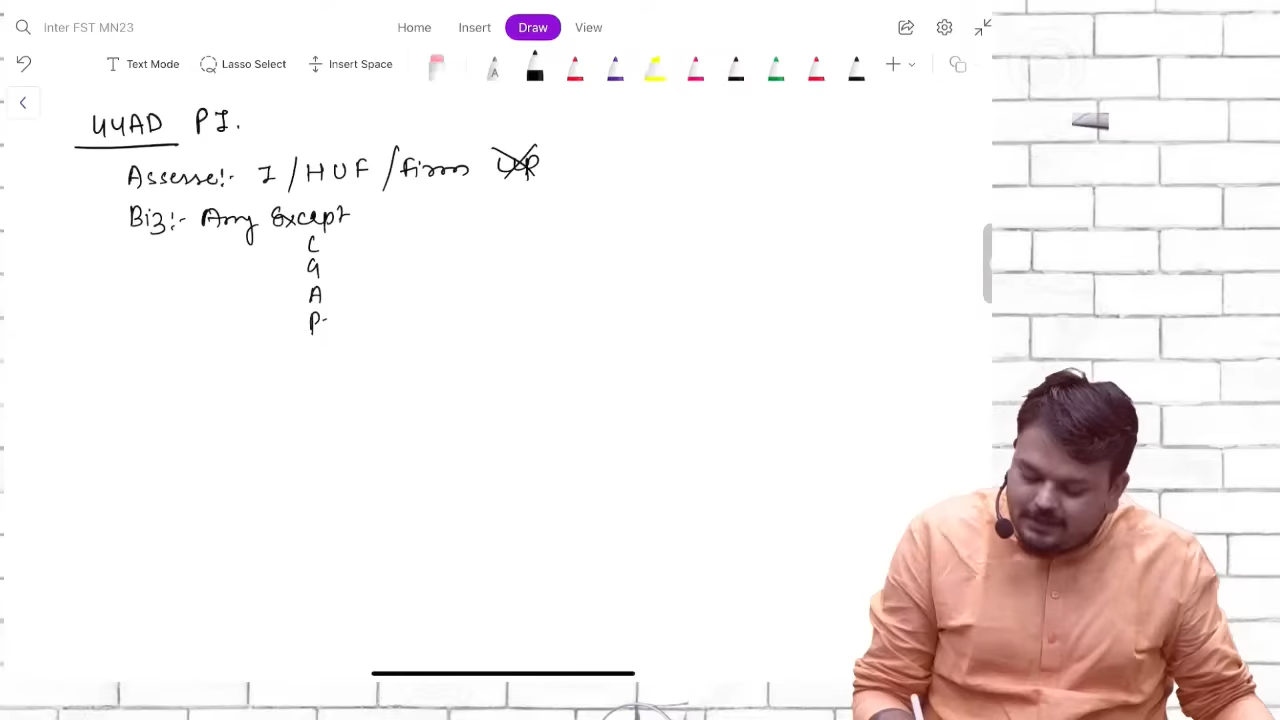 Inter FST MN23
Home Insert Draw View
Text Mode Lasso Select Insert Space
A
44AD PI.
Assesse:- I / HUF / firm LLP
Biz:- Any Except
C
G
A
P